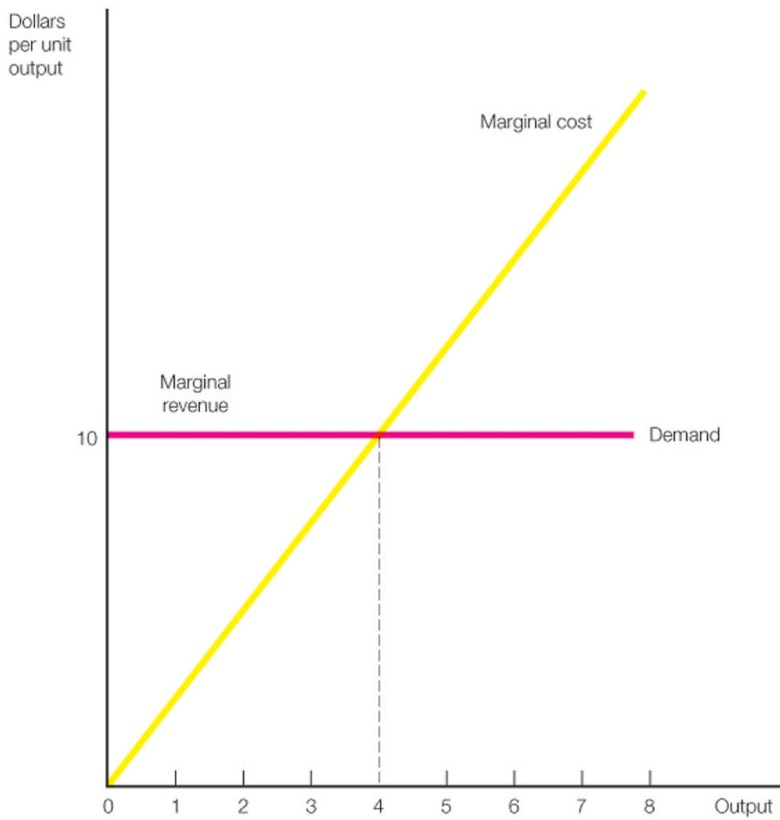 Dollars
per unit
output
Marginal cost
Marginal
revenue
10
Demand
0 1 2 3 4 5 6 7 8 Output